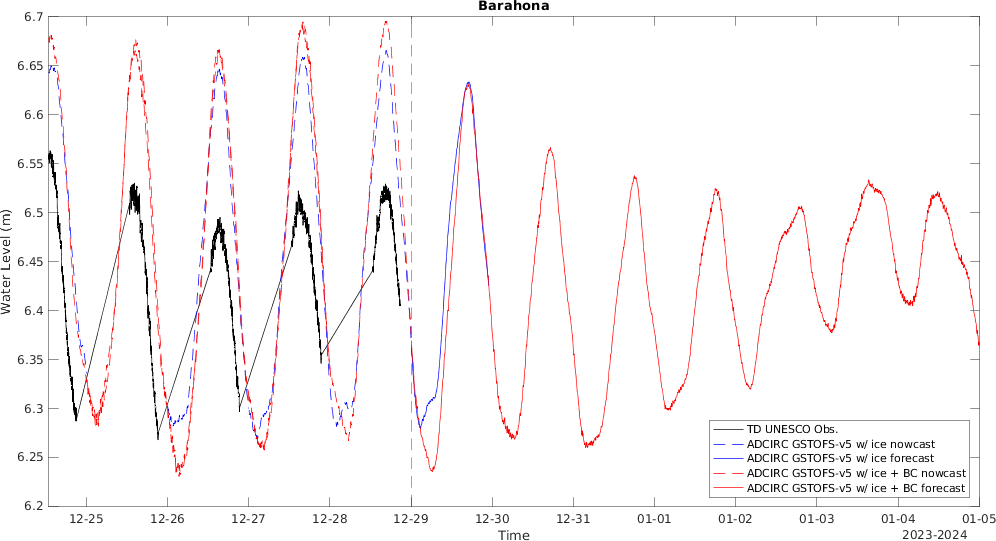 Barahona
Water Level (m)
6.7
6.65
6.6
6.55
6.5
6.45
6.4
6.35
6.3
6.25
6.2
TD UNESCO Obs.
ADCIRC GSTOFS-v5 w/ ice nowcast
ADCIRC GSTOFS-v5 w/ ice forecast
ADCIRC GSTOFS-v5 w/ ice + BC nowcast
ADCIRC GSTOFS-v5 w/ ice + BC forecast
12-25 12-26 12-27 12-28 12-29 12-30 12-31 01-01 01-02 01-03 01-04 01-05
Time
2023-2024